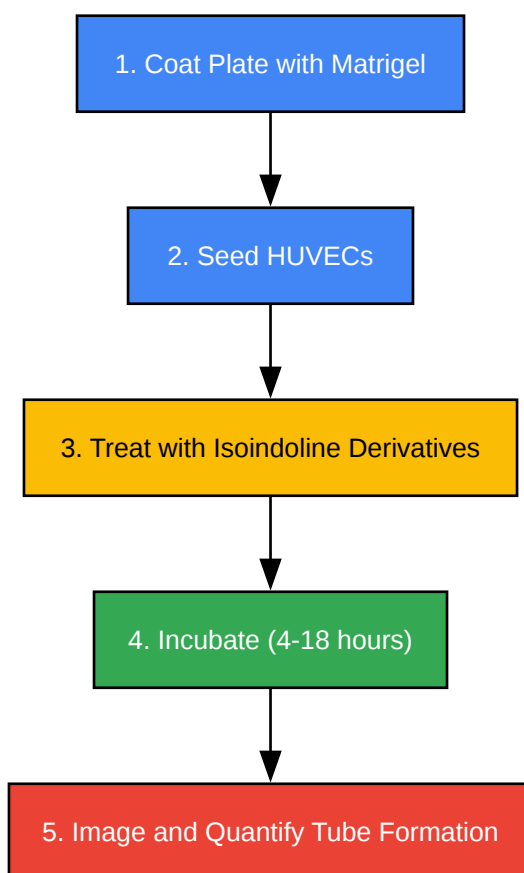 1. Coat Plate with Matrigel
2. Seed HUVECs
3. Treat with Isoindoline Derivatives
4. Incubate (4-18 hours)
5. Image and Quantify Tube Formation